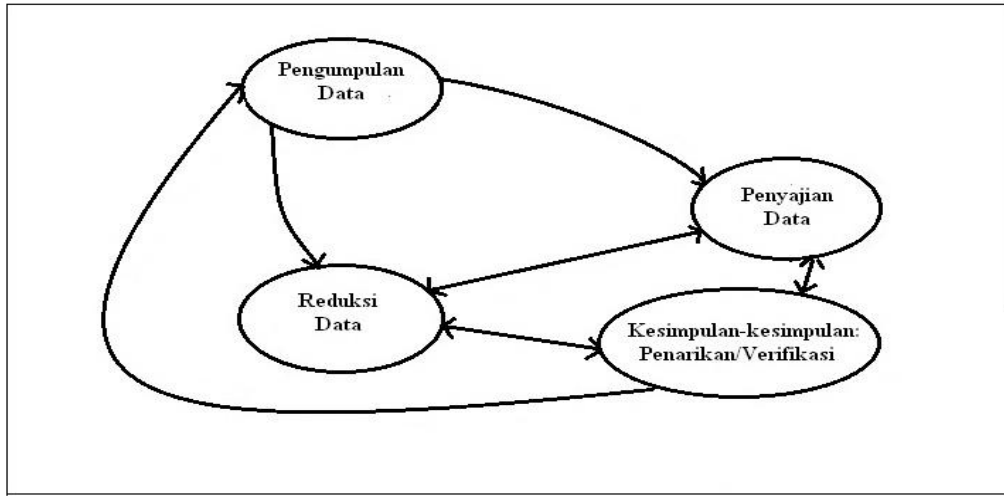 Pengumpulan
Data
Penyajian
Data
Reduksi
Data
Kesimpulan-kesimpulan:
Penarikan/Verifikasi